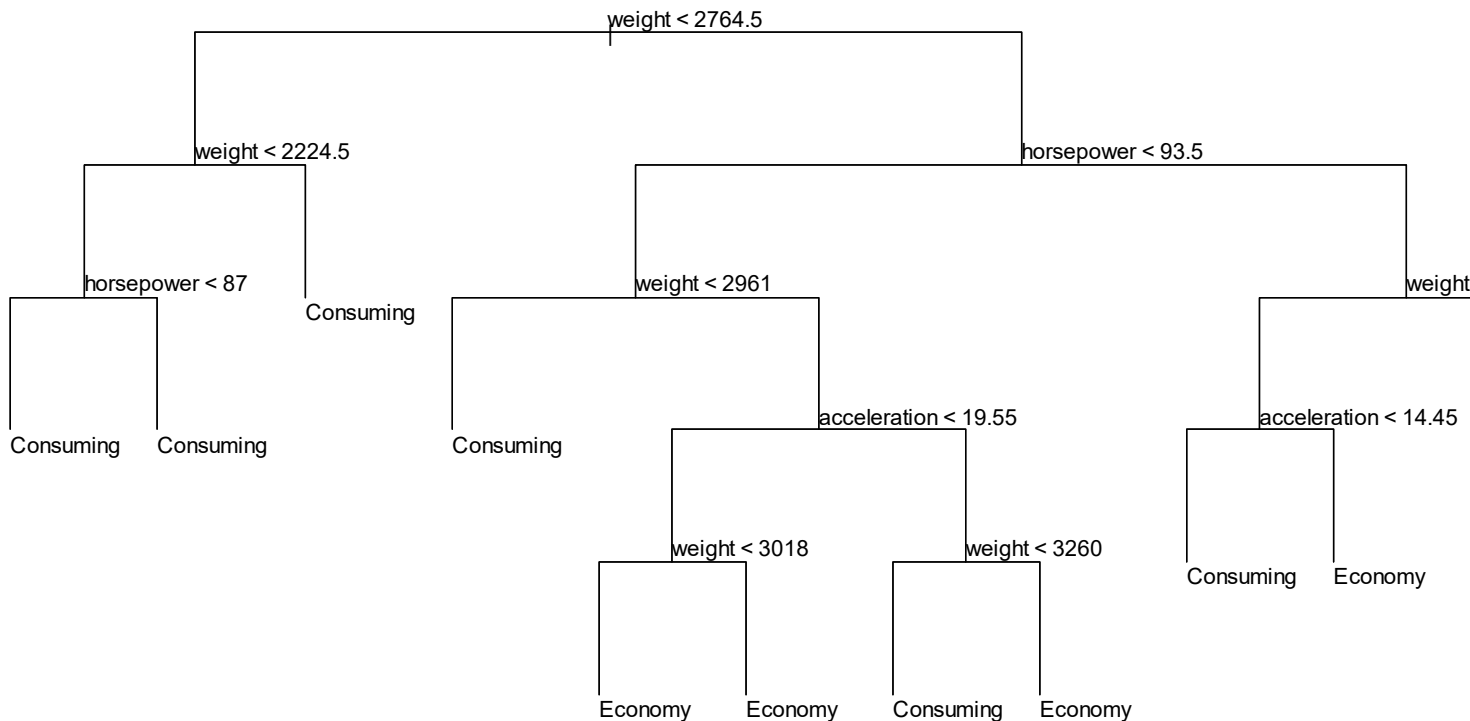 weight < 2764.5
weight < 2224.5
horsepower < 93.5
horsepower < 87
Consuming
weight < 2961
weight
Consuming
Consuming
Consuming
acceleration < 19.55
acceleration < 14.45
weight < 3018
weight < 3260
Consuming
Economy
Economy
Economy
Consuming
Economy